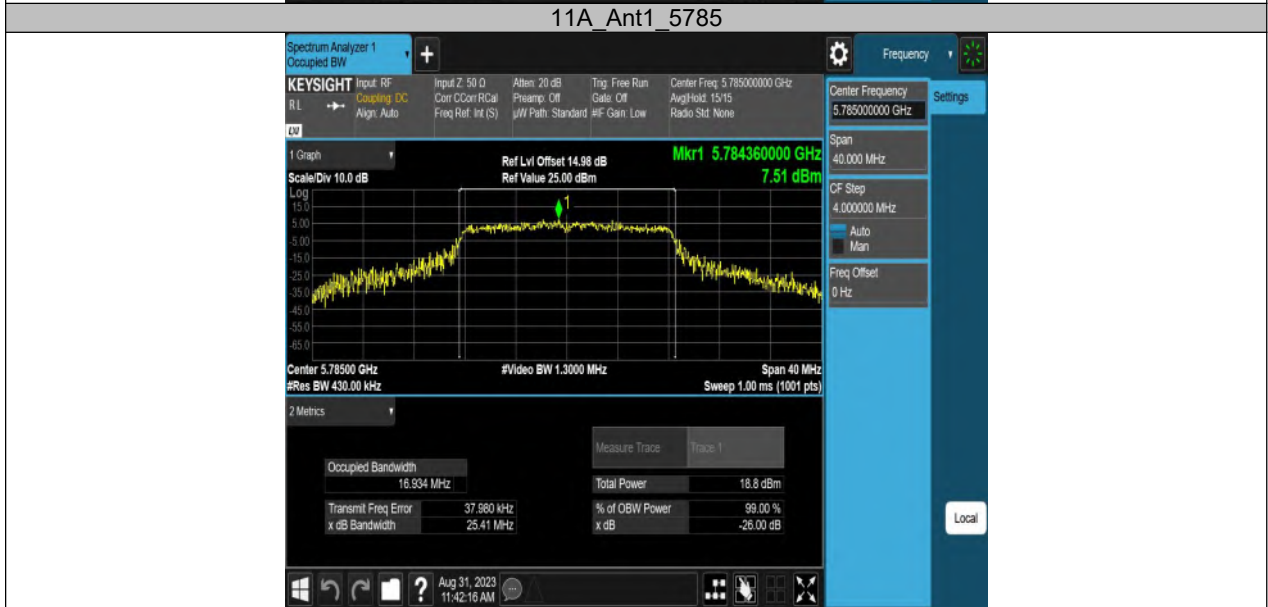 11A_Ant1_5785
Spectrum Analyzer 1
Occupied BW
+
Frequency
KEYSIGHT Input: RF Input Z: 50 Ω Atten: 20 dB Trig: Free Run Center Freq: 5.785000000 GHz
RL Coupling: DC Corr CCorr RCal Preamp: Off Gate: Off Avg|Hold: 15/15
Align: Auto Freq Ref: Int (S) µW Path: Standard #IF Gain: Low Radio Std: None
LXI
Center Frequency
5.785000000 GHz
Settings
Span
40.000 MHz
CF Step
4.000000 MHz
Auto
Man
Freq Offset
0 Hz
1 Graph
Ref Lvl Offset 14.98 dB
Mkr1 5.784360000 GHz
Scale/Div 10.0 dB
Ref Value 25.00 dBm
7.51 dBm
Log
15.0
5.00
-5.00
-15.0
-25.0
-35.0
-45.0
-55.0
-65.0
1
Center 5.78500 GHz #Video BW 1.3000 MHz Span 40 MHz
#Res BW 430.00 kHz Sweep 1.00 ms (1001 pts)
2 Metrics
Measure Trace Trace 1
Occupied Bandwidth
16.934 MHz
Total Power 18.8 dBm
Transmit Freq Error 37.980 kHz % of OBW Power 99.00 %
x dB Bandwidth 25.41 MHz x dB -26.00 dB
Local
?
Aug 31, 2023
11:42:16 AM